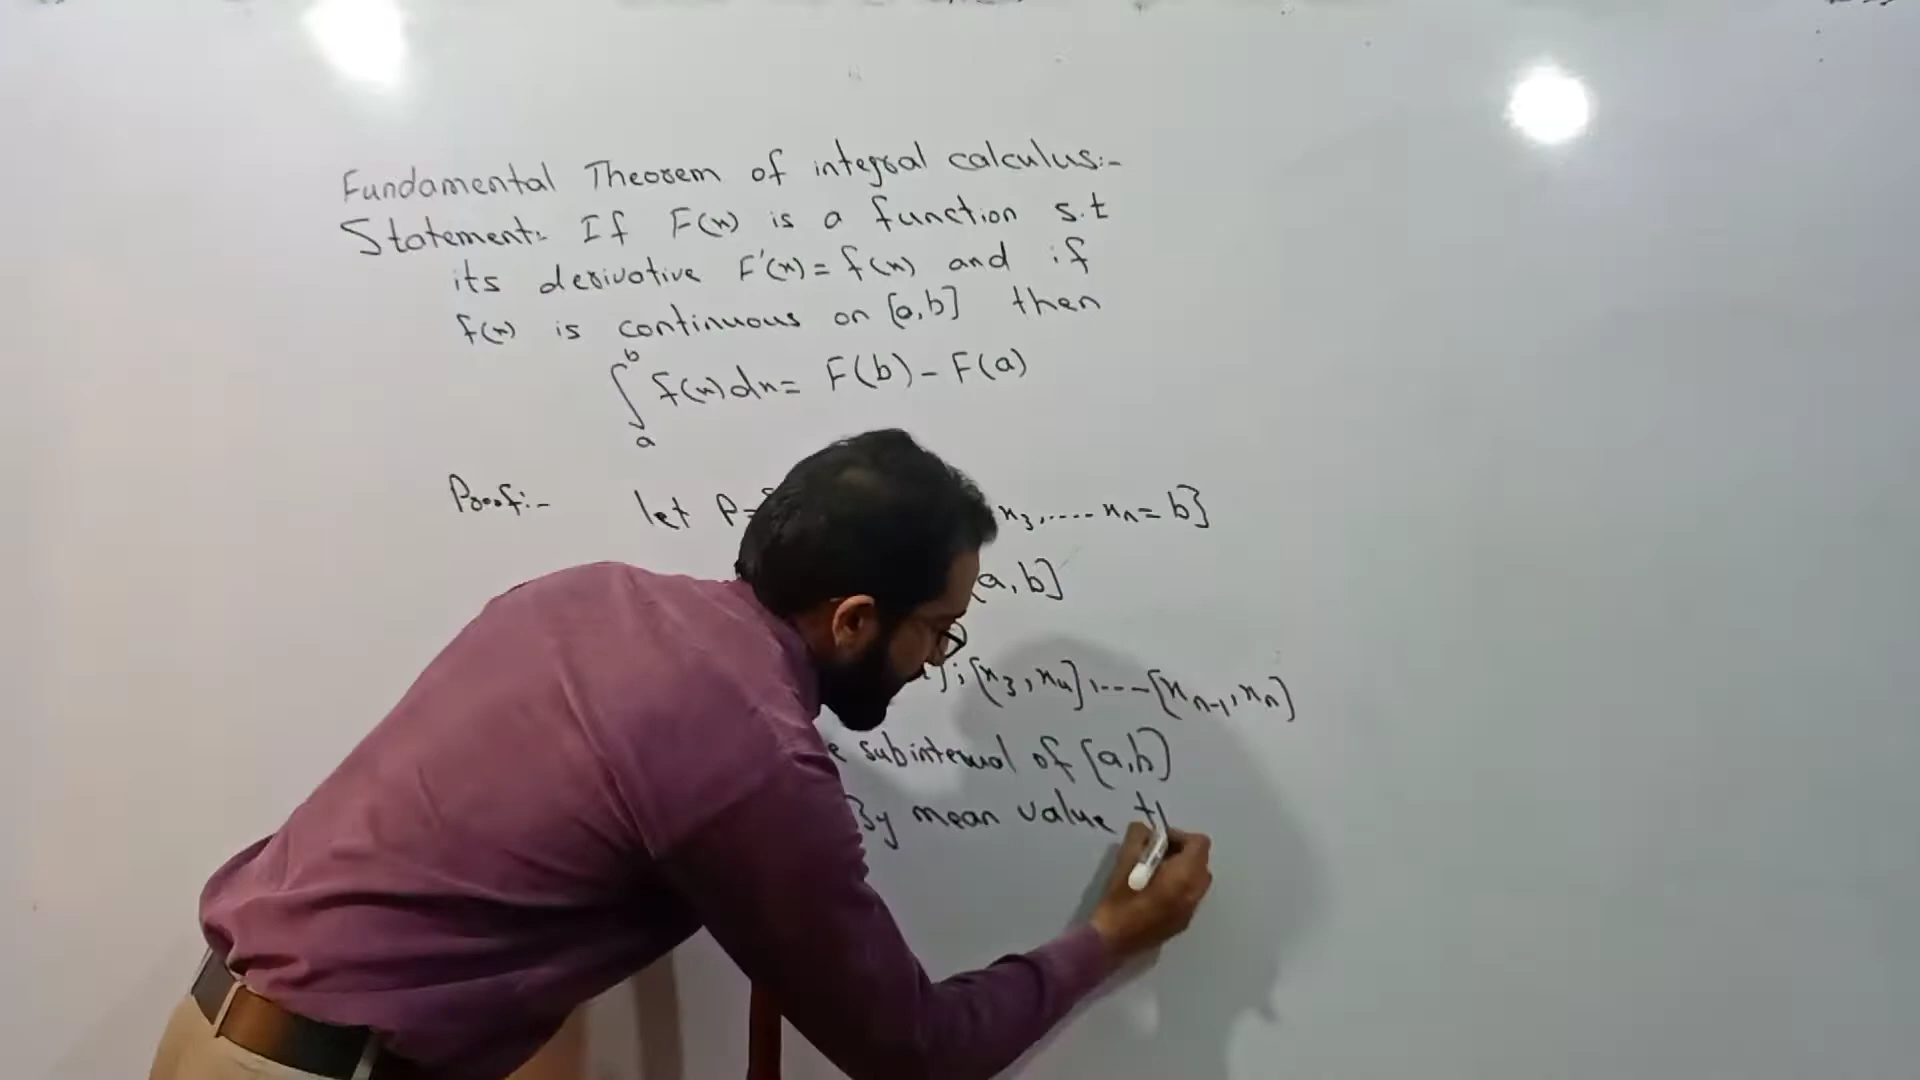 Fundamental Theorem of integral calculus:-
Statement:- If F(x) is a function s.t
its derivative F'(x) = f(x) and if
f(x) is continuous on [a,b] then
∫_a^b f(x)dx = F(b) - F(a)
Proof:- let P= x₃,.... xₙ = b}
[a,b]
; [x₃, x₄],---[xₙ₋₁, xₙ]
subinterval of [a,b]
By mean value